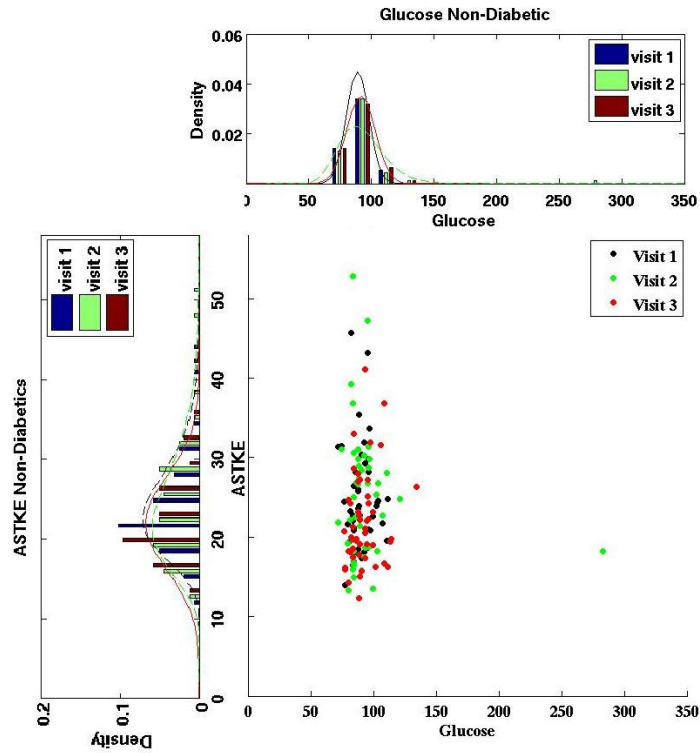 Glucose Non-Diabetic
0.06
0.04
0.02
Density
visit 1
visit 2
visit 3
0 50 100 150 200 250 300 350
Glucose
ASTKE Non-Diabetics
visit 1
visit 2
visit 3
0.2 0.1 0
Density
50
40
30
20
10
0
ASTKE
Visit 1
Visit 2
Visit 3
0 50 100 150 200 250 300 350
Glucose